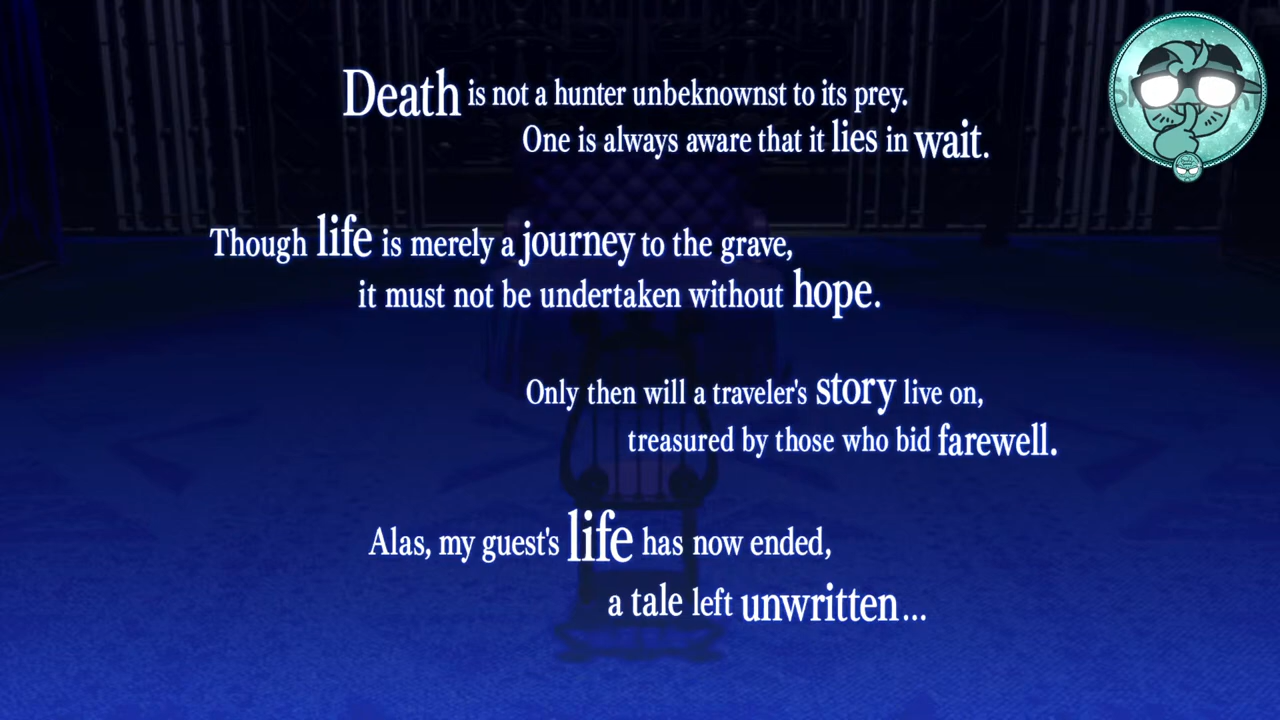 Death is not a hunter unbeknownst to its prey.
One is always aware that it lies in wait.
Though life is merely a journey to the grave,
it must not be undertaken without hope.
Only then will a traveler's story live on,
treasured by those who bid farewell.
Alas, my guest's life has now ended,
a tale left unwritten...